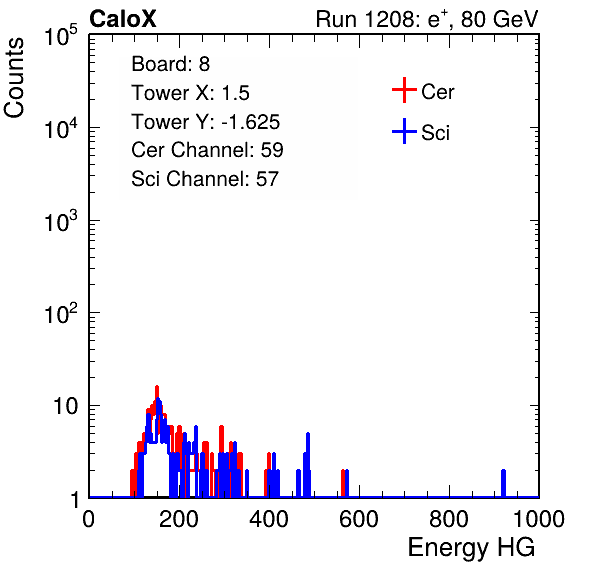 CaloX Run 1208: e⁺, 80 GeV
Counts
Board: 8
Tower X: 1.5
Tower Y: -1.625
Cer Channel: 59
Sci Channel: 57
Cer
Sci
10⁵
10⁴
10³
10²
10
1
0 200 400 600 800 1000
Energy HG